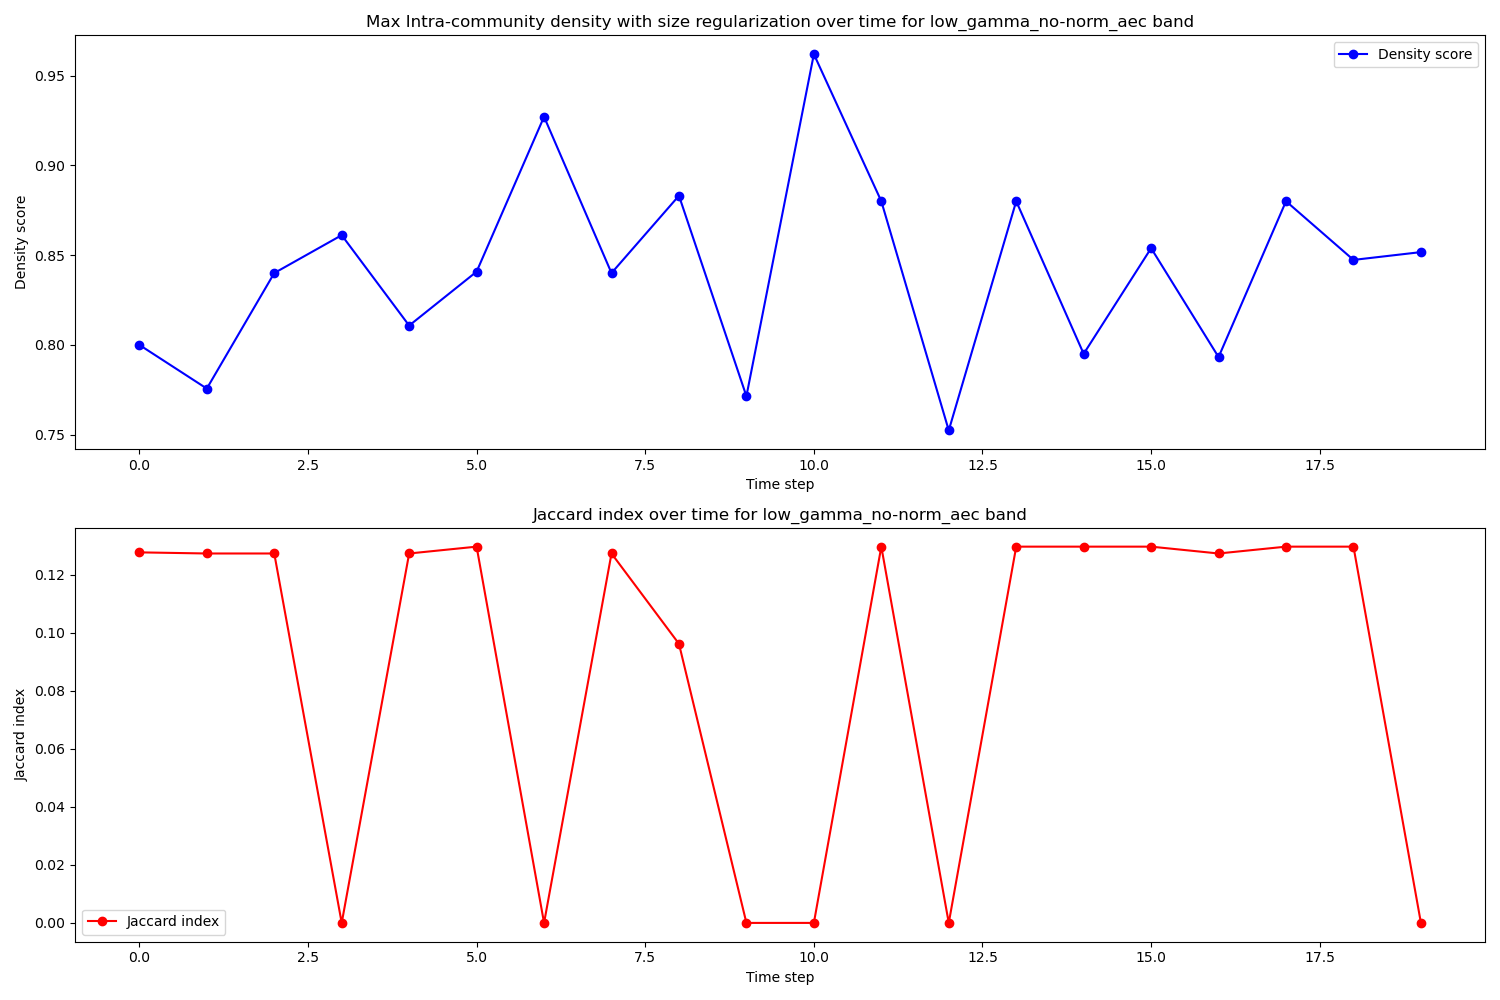 Max Intra-community density with size regularization over time for low_gamma_no-norm_aec band
Density score
0.95
0.90
0.85
0.80
0.75
Density score
0.0 2.5 5.0 7.5 10.0 12.5 15.0 17.5
Time step
Jaccard index over time for low_gamma_no-norm_aec band
0.12
0.10
0.08
0.06
0.04
0.02
0.00
Jaccard index
Jaccard index
0.0 2.5 5.0 7.5 10.0 12.5 15.0 17.5
Time step